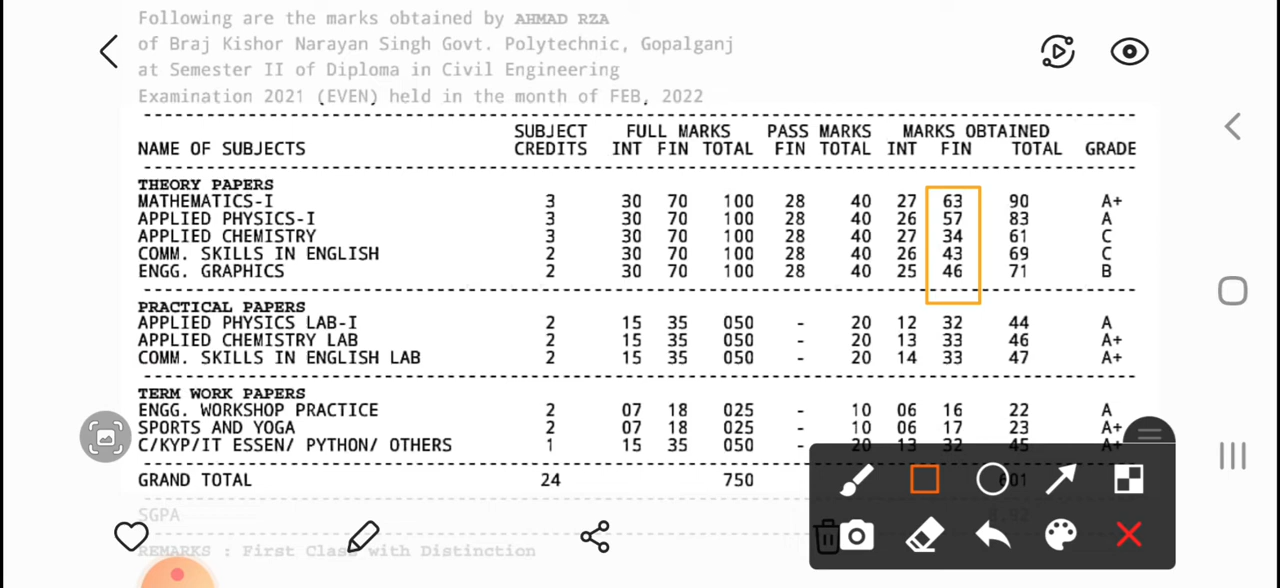 Following are the marks obtained by AHMAD RZA
of Braj Kishor Narayan Singh Govt. Polytechnic, Gopalganj
at Semester II of Diploma in Civil Engineering
Examination 2021 (EVEN) held in the month of FEB, 2022
SUBJECT FULL MARKS PASS MARKS MARKS OBTAINED
NAME OF SUBJECTS CREDITS INT FIN TOTAL FIN TOTAL INT FIN TOTAL GRADE
THEORY PAPERS
MATHEMATICS-I 3 30 70 100 28 40 27 63 90 A+
APPLIED PHYSICS-I 3 30 70 100 28 40 26 57 83 A
APPLIED CHEMISTRY 3 30 70 100 28 40 27 34 61 C
COMM. SKILLS IN ENGLISH 2 30 70 100 28 40 26 43 69 C
ENGG. GRAPHICS 2 30 70 100 28 40 25 46 71 B
PRACTICAL PAPERS
APPLIED PHYSICS LAB-I 2 15 35 050 - 20 12 32 44 A
APPLIED CHEMISTRY LAB 2 15 35 050 - 20 13 33 46 A+
COMM. SKILLS IN ENGLISH LAB 2 15 35 050 - 20 14 33 47 A+
TERM WORK PAPERS
ENGG. WORKSHOP PRACTICE 2 07 18 025 - 10 06 16 22 A
SPORTS AND YOGA 2 07 18 025 - 10 06 17 23 A+
C/KYP/IT ESSEN/ PYTHON/ OTHERS 1 15 35 050 - 20 13 32 45 A+
GRAND TOTAL 24 750 601
SGPA
REMARKS : First Class with Distinction